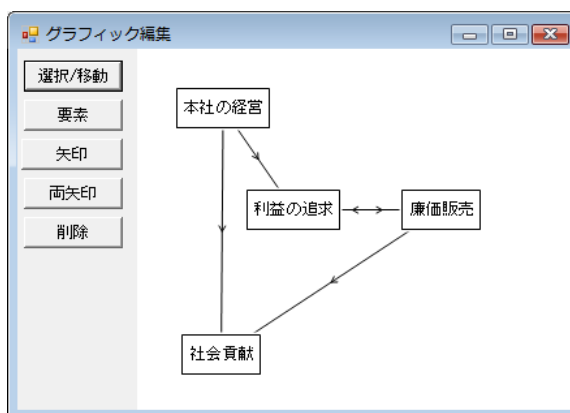 グラフィック編集
選択/移動
要素
矢印
両矢印
削除
本社の経営
利益の追求
廉価販売
社会貢献